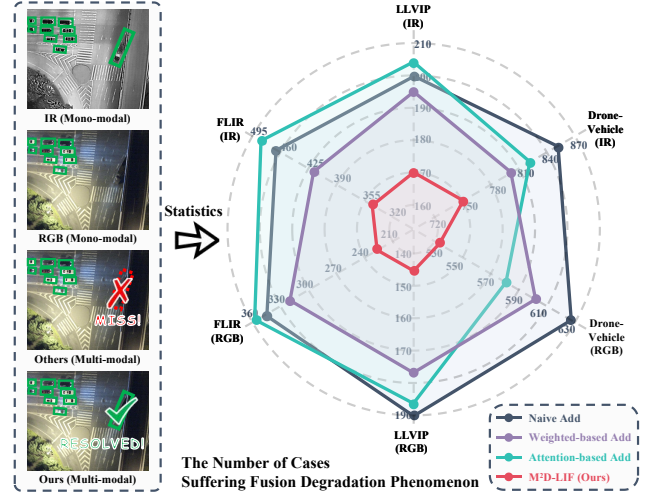 IR (Mono-modal)
RGB (Mono-modal)
MISS!
Others (Multi-modal)
RESOLVED!
Ours (Multi-modal)
Statistics
LLVIP
(IR)
210
190
180
170
160
Drone-
Vehicle
(IR)
870
840
810
780
750
720
Drone-
Vehicle
(RGB)
630
610
590
570
550
530
LLVIP
(RGB)
190
170
160
150
140
FLIR
(RGB)
330
300
270
240
FLIR
(IR)
495
460
425
390
355
320
The Number of Cases
Suffering Fusion Degradation Phenomenon
Naive Add
Weighted-based Add
Attention-based Add
M²D-LIF (Ours)